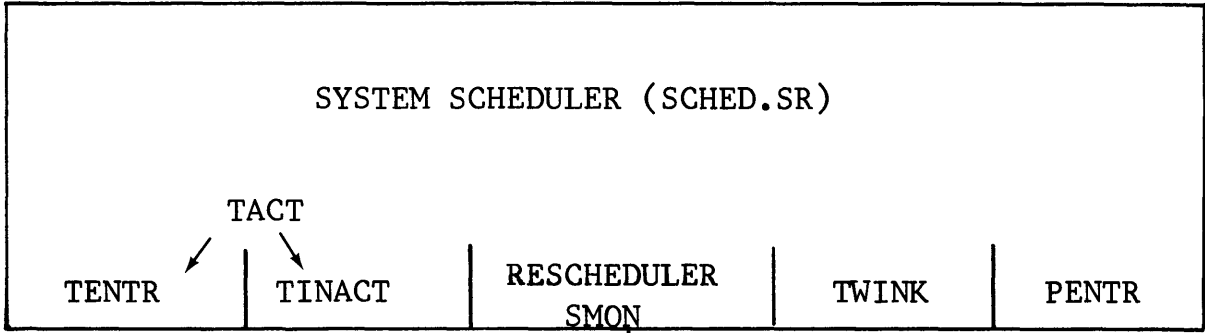 SYSTEM SCHEDULER (SCHED.SR)
TACT
TENTR TINACT RESCHEDULER SMON TWINK PENTR